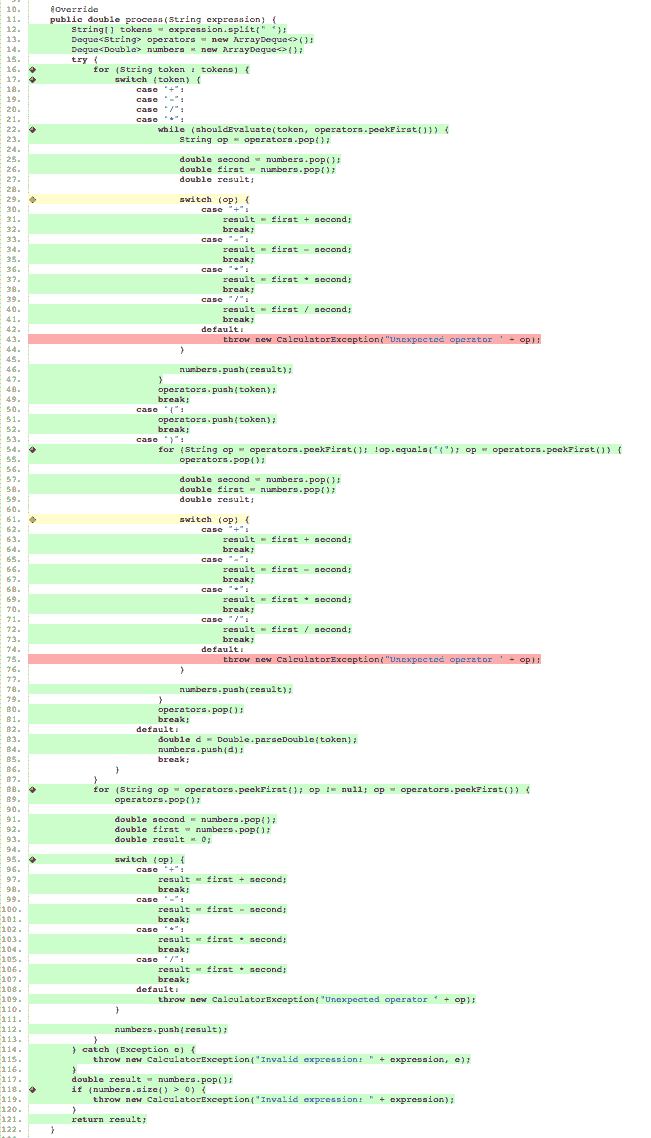 10. @Override
11. public double process(String expression) {
12. String[] tokens = expression.split(" ");
13. Deque<String> operators = new ArrayDeque<>();
14. Deque<Double> numbers = new ArrayDeque<>();
15. try {
16. for (String token : tokens) {
17. switch (token) {
18. case "+":
19. case "-":
20. case "/":
21. case "*":
22. while (shouldEvaluate(token, operators.peekFirst())) {
23. String op = operators.pop();
24.
25. double second = numbers.pop();
26. double first = numbers.pop();
27. double result;
28.
29. switch (op) {
30. case "+":
31. result = first + second;
32. break;
33. case "-":
34. result = first - second;
35. break;
36. case "*":
37. result = first * second;
38. break;
39. case "/":
40. result = first / second;
41. break;
42. default:
43. throw new CalculatorException("Unexpected operator " + op);
44. }
45.
46. numbers.push(result);
47. }
48. operators.push(token);
49. break;
50. case "(":
51. operators.push(token);
52. break;
53. case ")":
54. for (String op = operators.peekFirst(); !op.equals("("); op = operators.peekFirst()) {
55. operators.pop();
56.
57. double second = numbers.pop();
58. double first = numbers.pop();
59. double result;
60.
61. switch (op) {
62. case "+":
63. result = first + second;
64. break;
65. case "-":
66. result = first - second;
67. break;
68. case "*":
69. result = first * second;
70. break;
71. case "/":
72. result = first / second;
73. break;
74. default:
75. throw new CalculatorException("Unexpected operator " + op);
76. }
77.
78. numbers.push(result);
79. }
80. operators.pop();
81. break;
82. default:
83. double d = Double.parseDouble(token);
84. numbers.push(d);
85. break;
86. }
87. }
88. for (String op = operators.peekFirst(); op != null; op = operators.peekFirst()) {
89. operators.pop();
90.
91. double second = numbers.pop();
92. double first = numbers.pop();
93. double result = 0;
94.
95. switch (op) {
96. case "+":
97. result = first + second;
98. break;
99. case "-":
100. result = first - second;
101. break;
102. case "*":
103. result = first * second;
104. break;
105. case "/":
106. result = first * second;
107. break;
108. default:
109. throw new CalculatorException("Unexpected operator " + op);
110. }
111.
112. numbers.push(result);
113. }
114. } catch (Exception e) {
115. throw new CalculatorException("Invalid expression: " + expression, e);
116. }
117. double result = numbers.pop();
118. if (numbers.size() > 0) {
119. throw new CalculatorException("Invalid expression: " + expression);
120. }
121. return result;
122. }